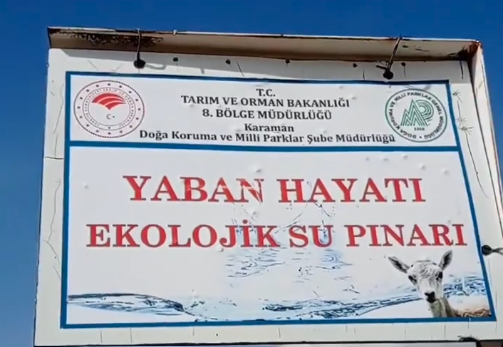 T.C.
TARIM VE ORMAN BAKANLIĞI
8. BÖLGE MÜDÜRLÜĞÜ
Karaman
Doğa Koruma ve Milli Parklar Şube Müdürlüğü
YABAN HAYATI
EKOLOJİK SU PINARI